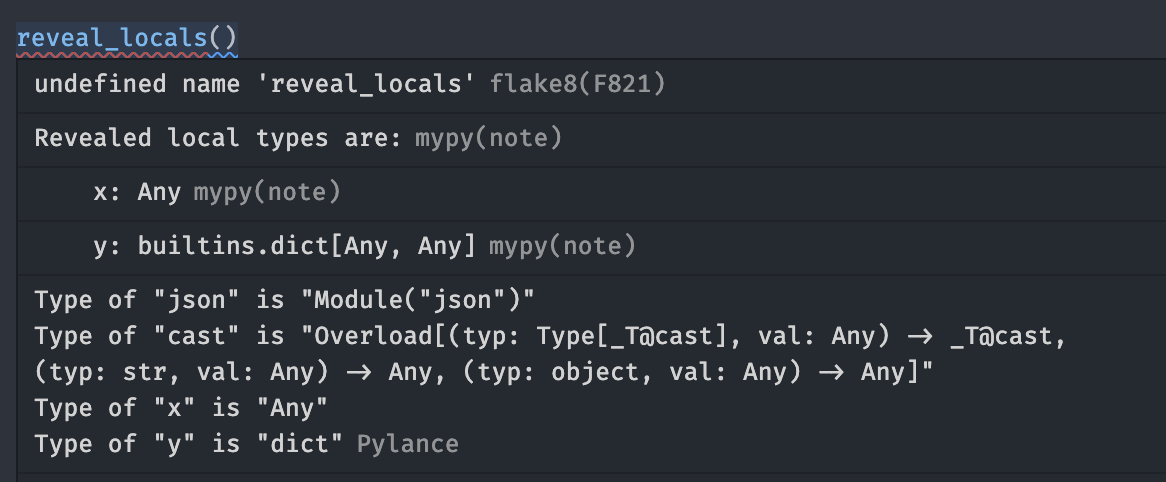 reveal_locals()
undefined name 'reveal_locals' flake8(F821)
Revealed local types are: mypy(note)
x: Any mypy(note)
y: builtins.dict[Any, Any] mypy(note)
Type of "json" is "Module("json")"
Type of "cast" is "Overload[(typ: Type[_T@cast], val: Any) → _T@cast,
(typ: str, val: Any) → Any, (typ: object, val: Any) → Any]"
Type of "x" is "Any"
Type of "y" is "dict" Pylance